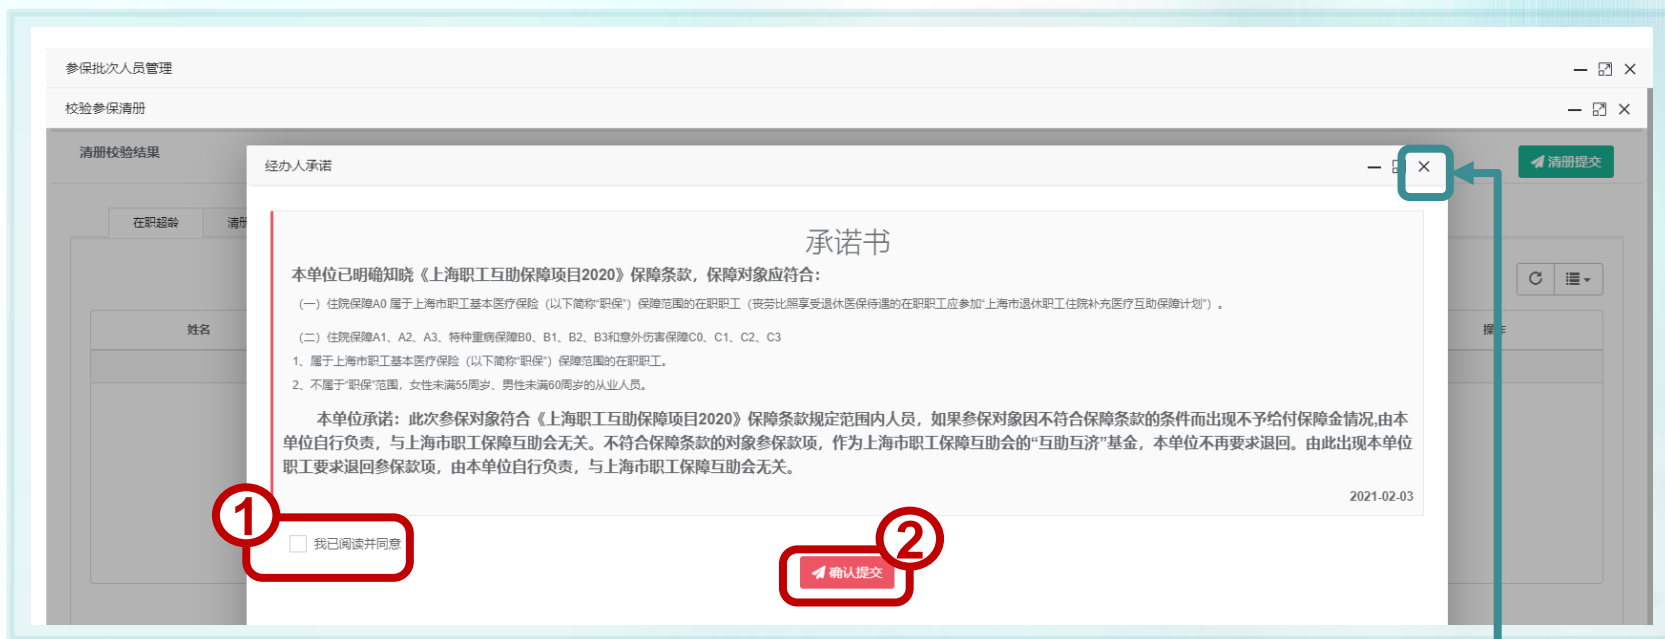 参保批次人员管理
校验参保清册
清册校验结果
清册提交
经办人承诺
在职超龄
清册
承诺书
本单位已明确知晓《上海职工互助保障项目2020》保障条款，保障对象应符合：
（一）住院保障A0 属于上海市职工基本医疗保险（以下简称“职保”）保障范围的在职职工（丧劳比照享受退休医保待遇的在职职工应参加“上海市退休职工住院补充医疗互助保障计划”）。
（二）住院保障A1、A2、A3、特种重病保障B0、B1、B2、B3和意外伤害保障C0、C1、C2、C3
姓名
操作
1、属于上海市职工基本医疗保险（以下简称“职保”）保障范围的在职职工。
2、不属于“职保”范围，女性未满55周岁、男性未满60周岁的从业人员。
本单位承诺：此次参保对象符合《上海职工互助保障项目2020》保障条款规定范围内人员，如果参保对象因不符合保障条款的条件而出现不予给付保障金情况,由本
单位自行负责，与上海市职工保障互助会无关。不符合保障条款的对象参保款项，作为上海市职工保障互助会的“互助互济”基金，本单位不再要求退回。由此出现本单位
职工要求退回参保款项，由本单位自行负责，与上海市职工保障互助会无关。
2021-02-03
1
我已阅读并同意
2
确认提交